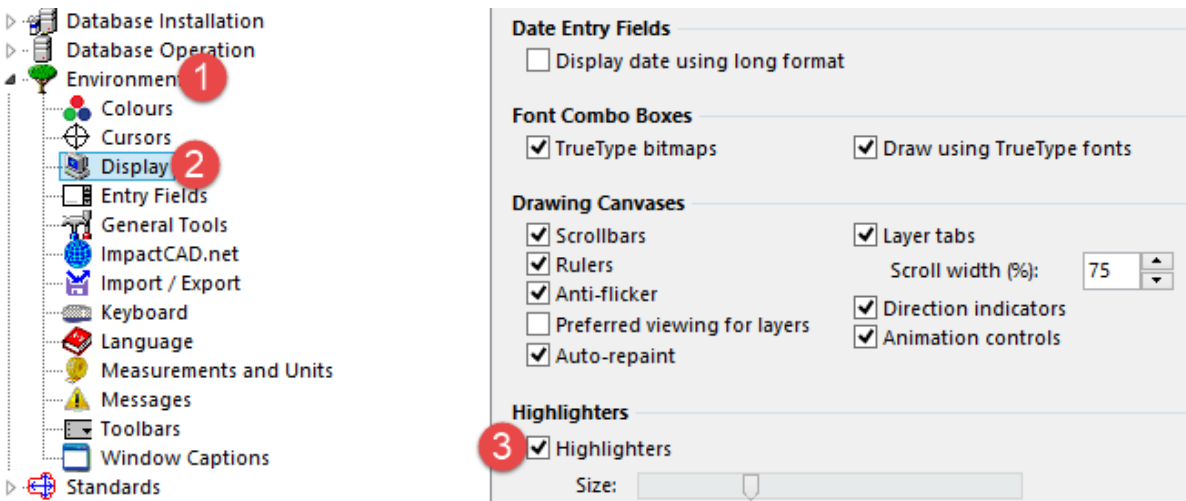 Database Installation
Database Operation
Environment 1
Colours
Cursors
Display 2
Entry Fields
General Tools
ImpactCAD.net
Import / Export
Keyboard
Language
Measurements and Units
Messages
Toolbars
Window Captions
Standards
Date Entry Fields
Display date using long format
Font Combo Boxes
TrueType bitmaps Draw using TrueType fonts
Drawing Canvases
Scrollbars Layer tabs
Rulers Scroll width (%): 75
Anti-flicker Direction indicators
Preferred viewing for layers Animation controls
Auto-repaint
Highlighters
3 Highlighters
Size: